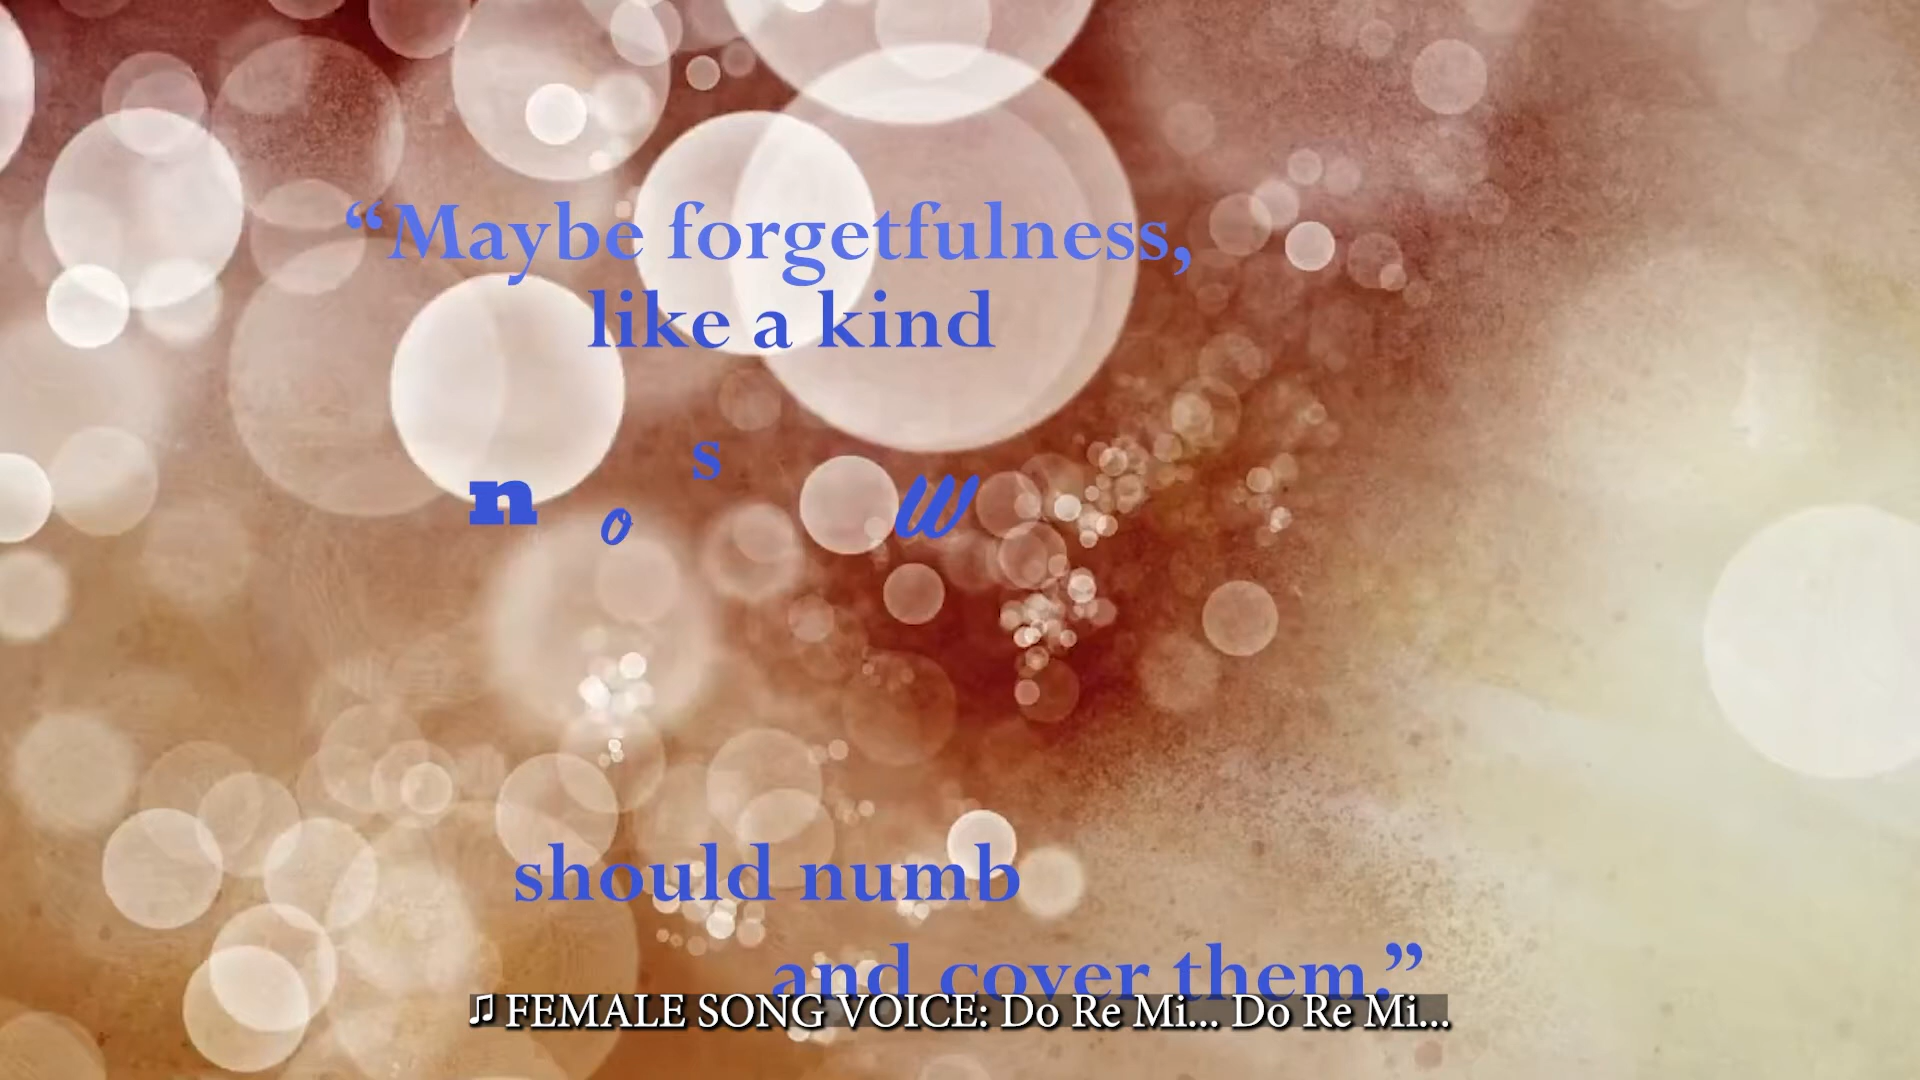 “Maybe forgetfulness,
like a kind
s
n o w
should numb
and cover them.”
♫ FEMALE SONG VOICE: Do Re Mi... Do Re Mi...